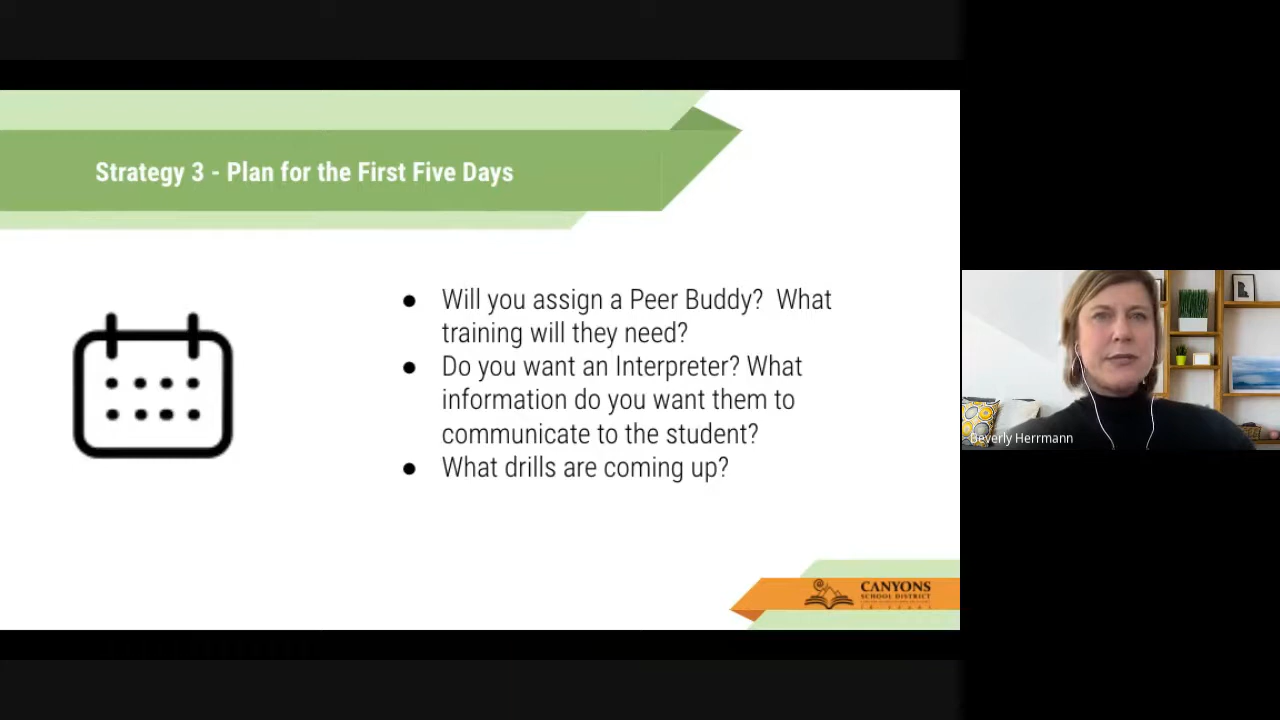 Strategy 3 - Plan for the First Five Days
● Will you assign a Peer Buddy?  What
training will they need?
● Do you want an Interpreter? What
information do you want them to
communicate to the student?
● What drills are coming up?
Beverly Herrmann
CANYONS
SCHOOL DISTRICT